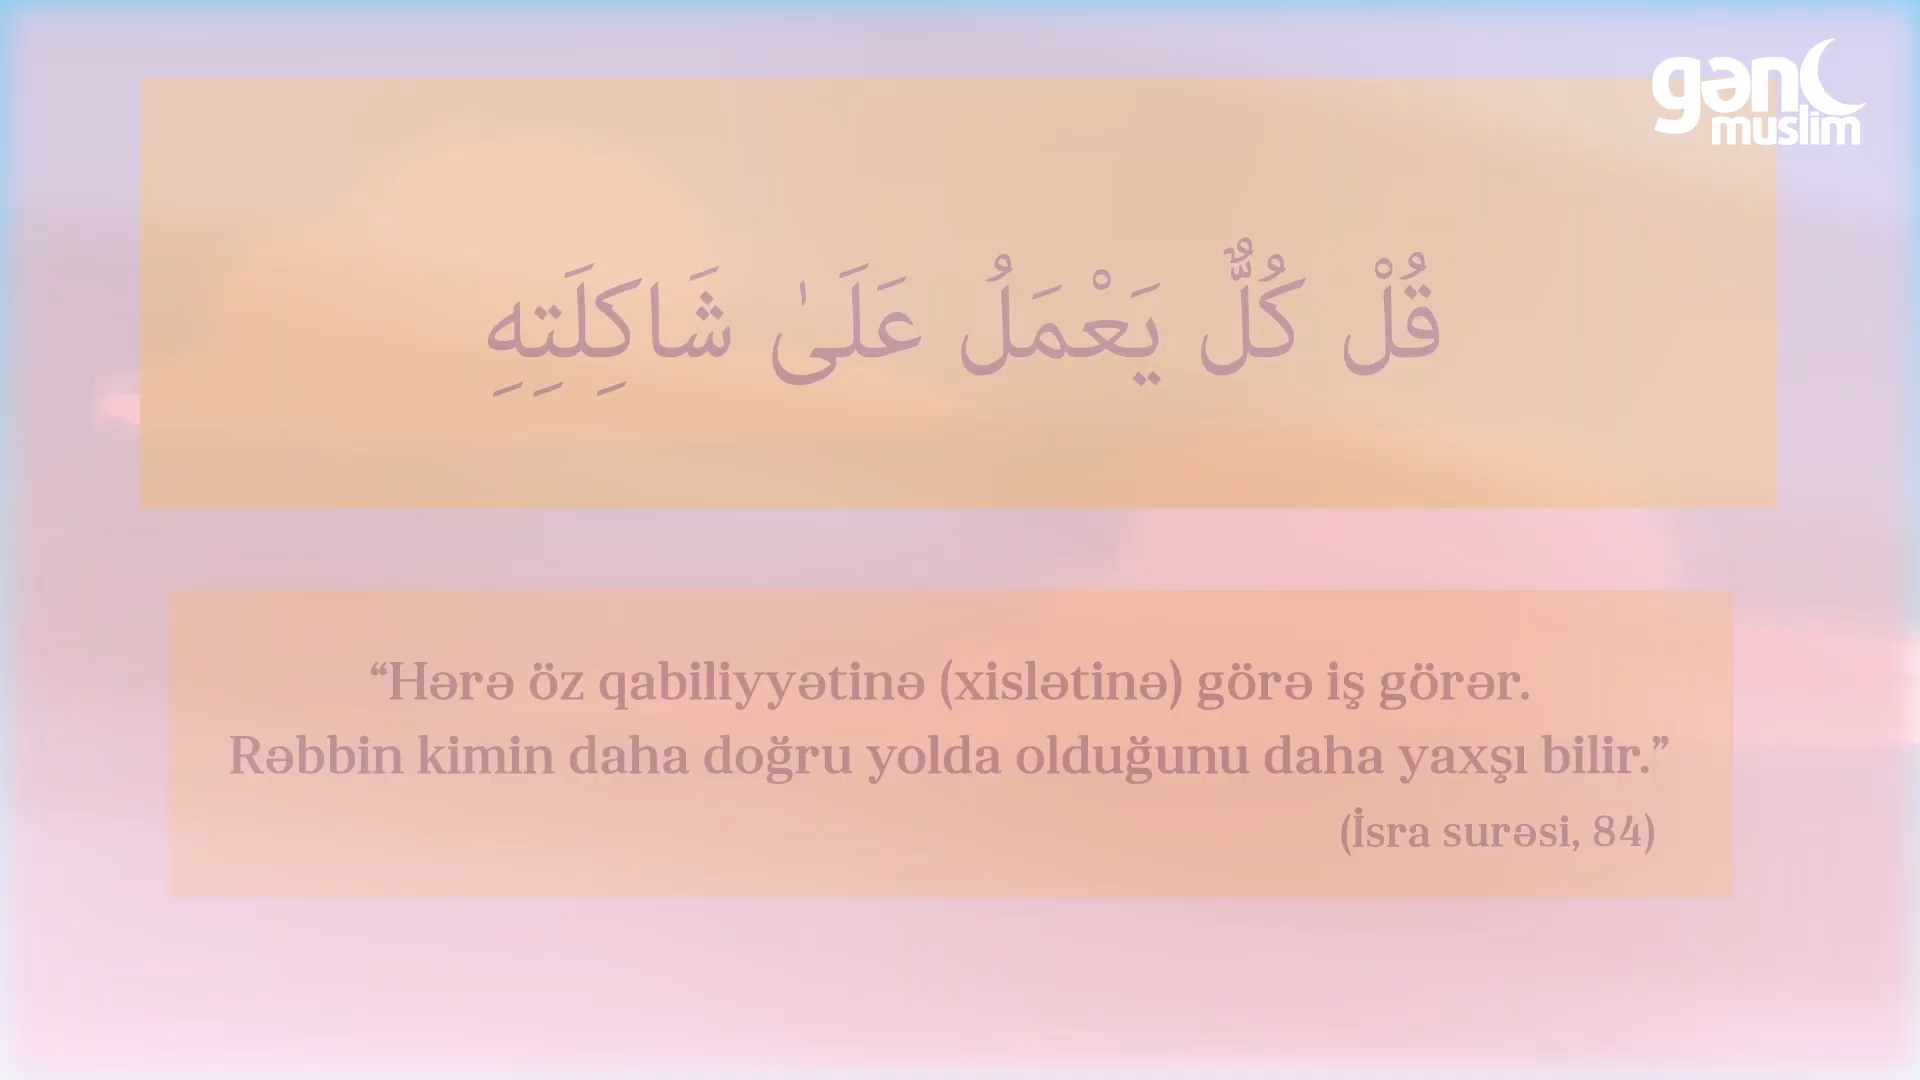 gənc
muslim
قُلْ كُلٌّ يَعْمَلُ عَلَىٰ شَاكِلَتِهِ
“Hərə öz qabiliyyətinə (xislətinə) görə iş görər.
Rəbbin kimin daha doğru yolda olduğunu daha yaxşı bilir.”
(İsra surəsi, 84)